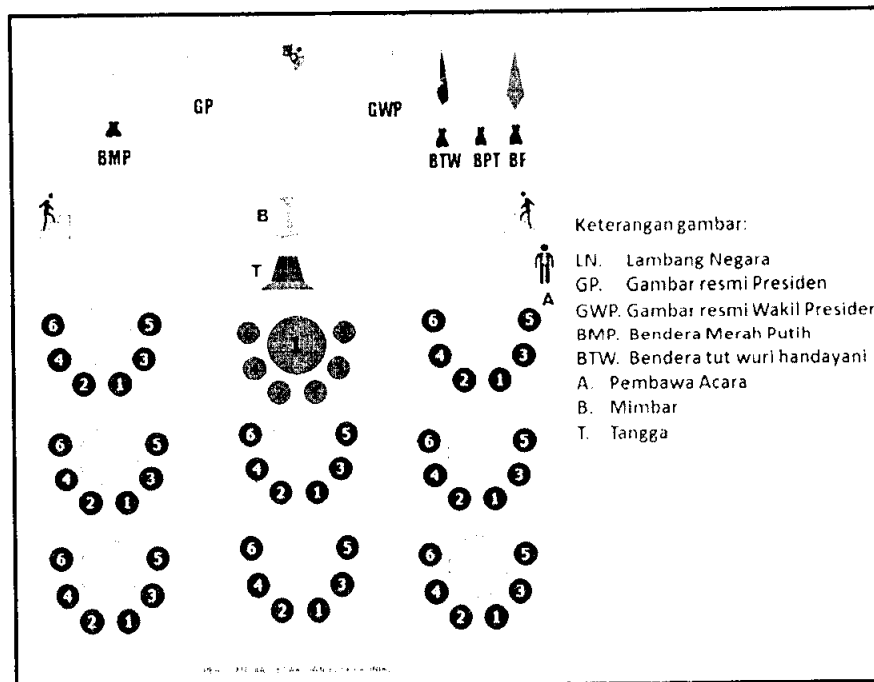 GP
GWP
BMP
BTW BPT BF
B
T
A
Keterangan gambar:
LN. Lambang Negara
GP. Gambar resmi Presiden
GWP. Gambar resmi Wakil Presiden
BMP. Bendera Merah Putih
BTW. Bendera tut wuri handayani
A. Pembawa Acara
B. Mimbar
T. Tangga
6 5
4 3
2 1
1
6 5
4 3
2 1
6 5
4 3
2 1
6 5
4 3
2 1
6 5
4 3
2 1
6 5
4 3
2 1
6 5
4 3
2 1
6 5
4 3
2 1